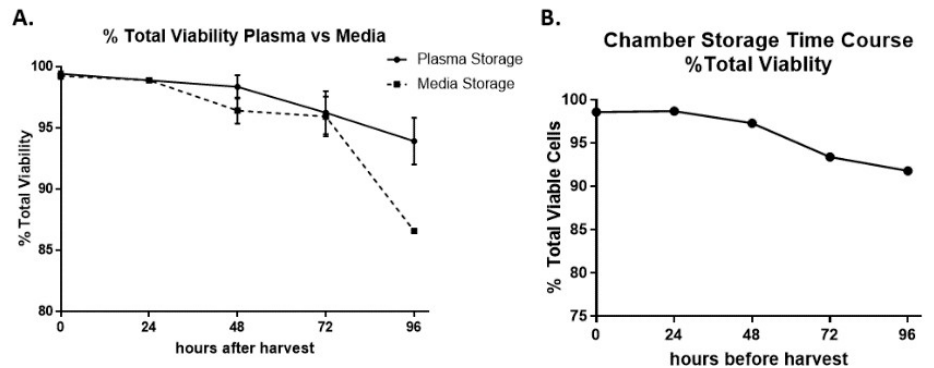 A.
% Total Viability Plasma vs Media
Plasma Storage
Media Storage
% Total Viability
100
95
90
85
80
0 24 48 72 96
hours after harvest
B.
Chamber Storage Time Course
%Total Viablity
% Total Viable Cells
100
95
90
85
80
75
0 24 48 72 96
hours before harvest